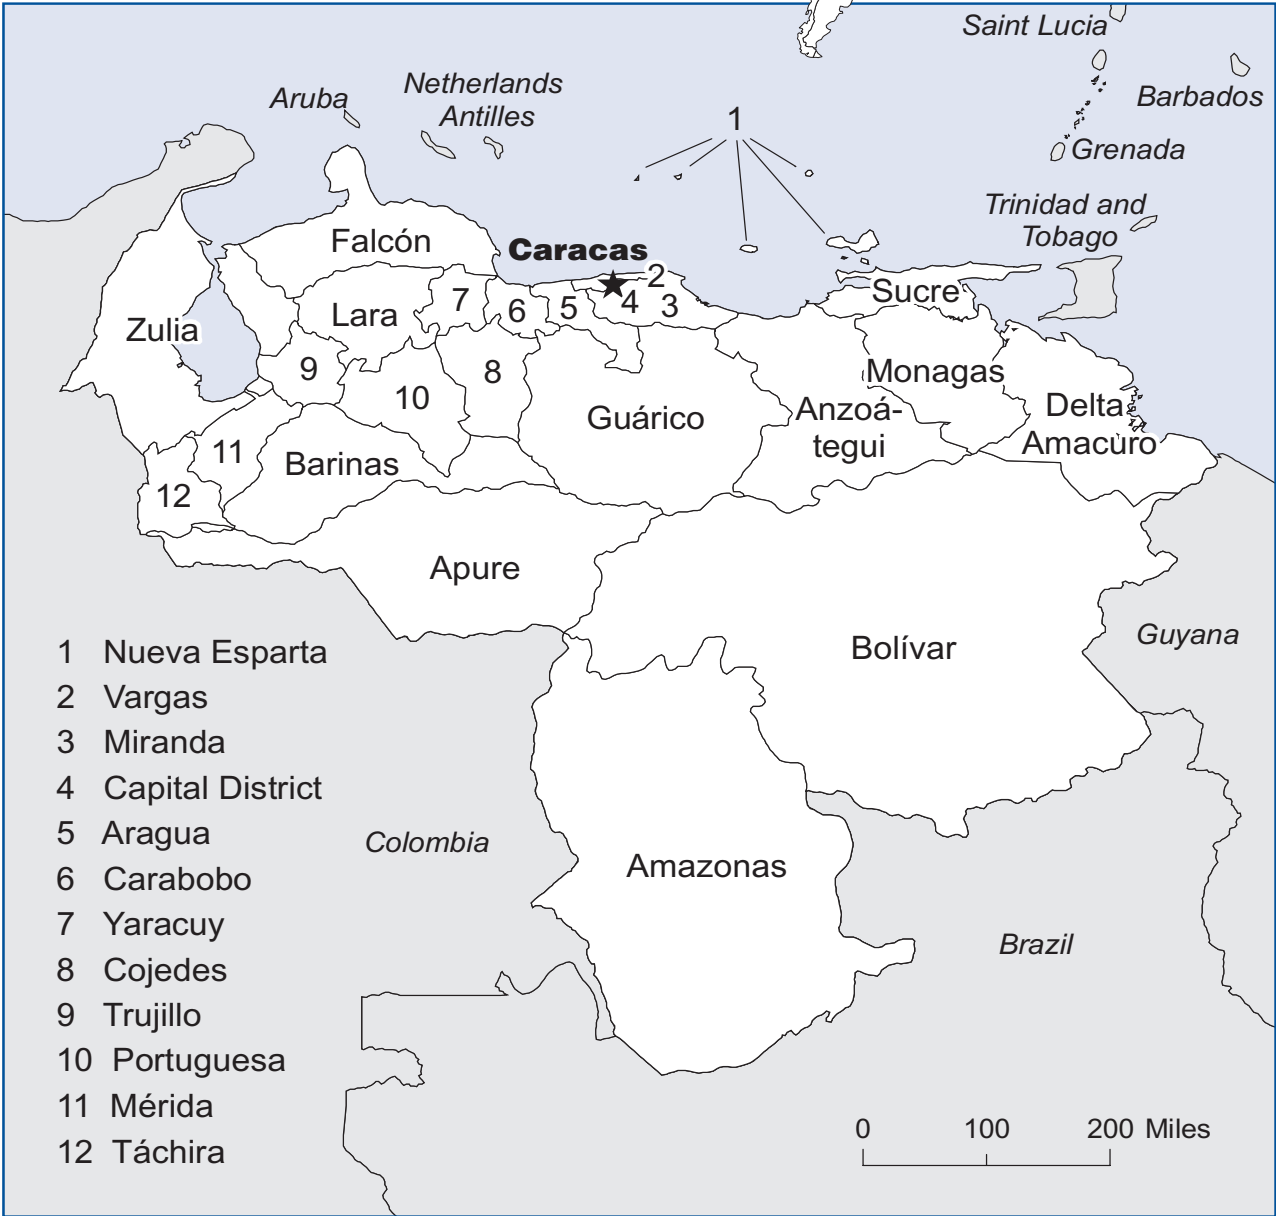 Saint Lucia
Aruba
Netherlands
Antilles
Barbados
1
Grenada
Trinidad and
Tobago
Falcón
Caracas
2
Zulia
Lara
7
6
5
4
3
Sucre
9
10
8
Guárico
Monagas
Anzoá-
tegui
Delta
Amacuro
11
Barinas
12
Apure
Bolívar
Guyana
Colombia
Amazonas
Brazil
1 Nueva Esparta
2 Vargas
3 Miranda
4 Capital District
5 Aragua
6 Carabobo
7 Yaracuy
8 Cojedes
9 Trujillo
10 Portuguesa
11 Mérida
12 Táchira
0 100 200 Miles